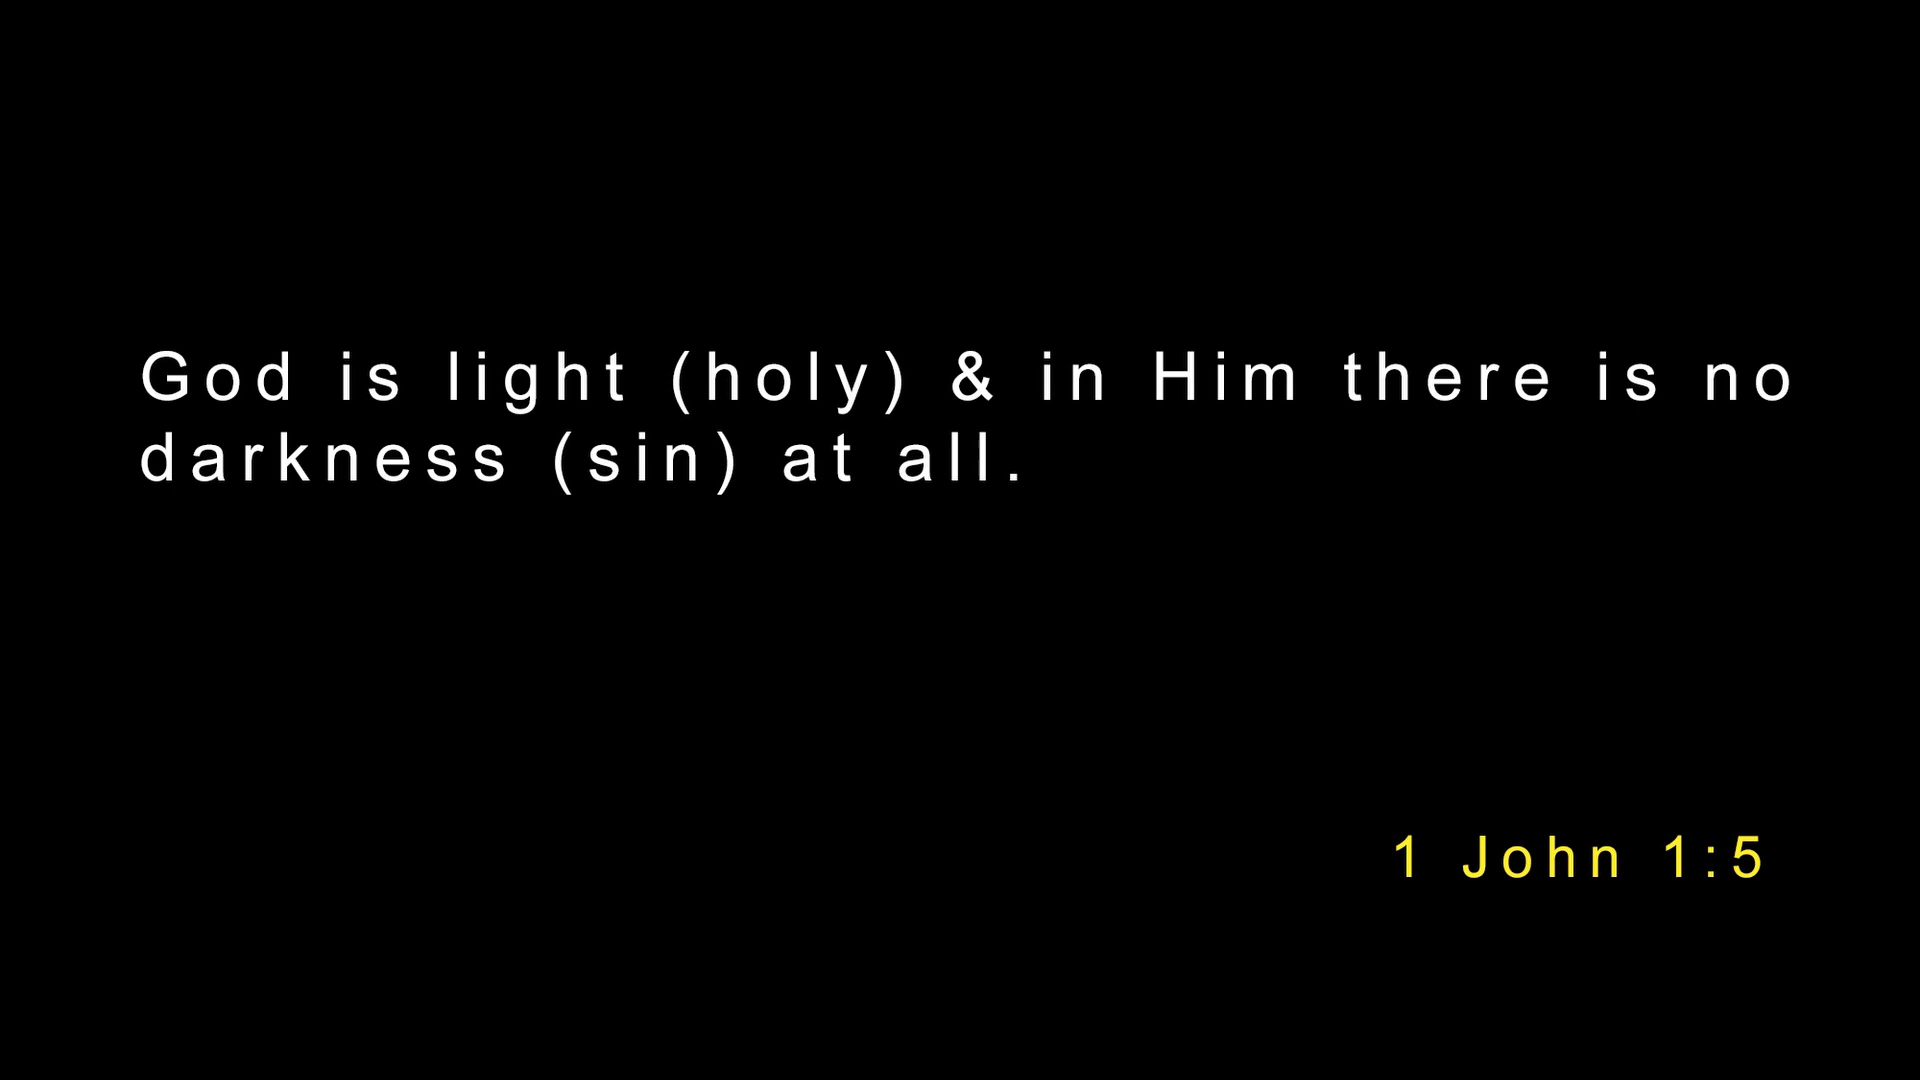 God is light (holy) & in Him there is no
darkness (sin) at all.
1 John 1:5